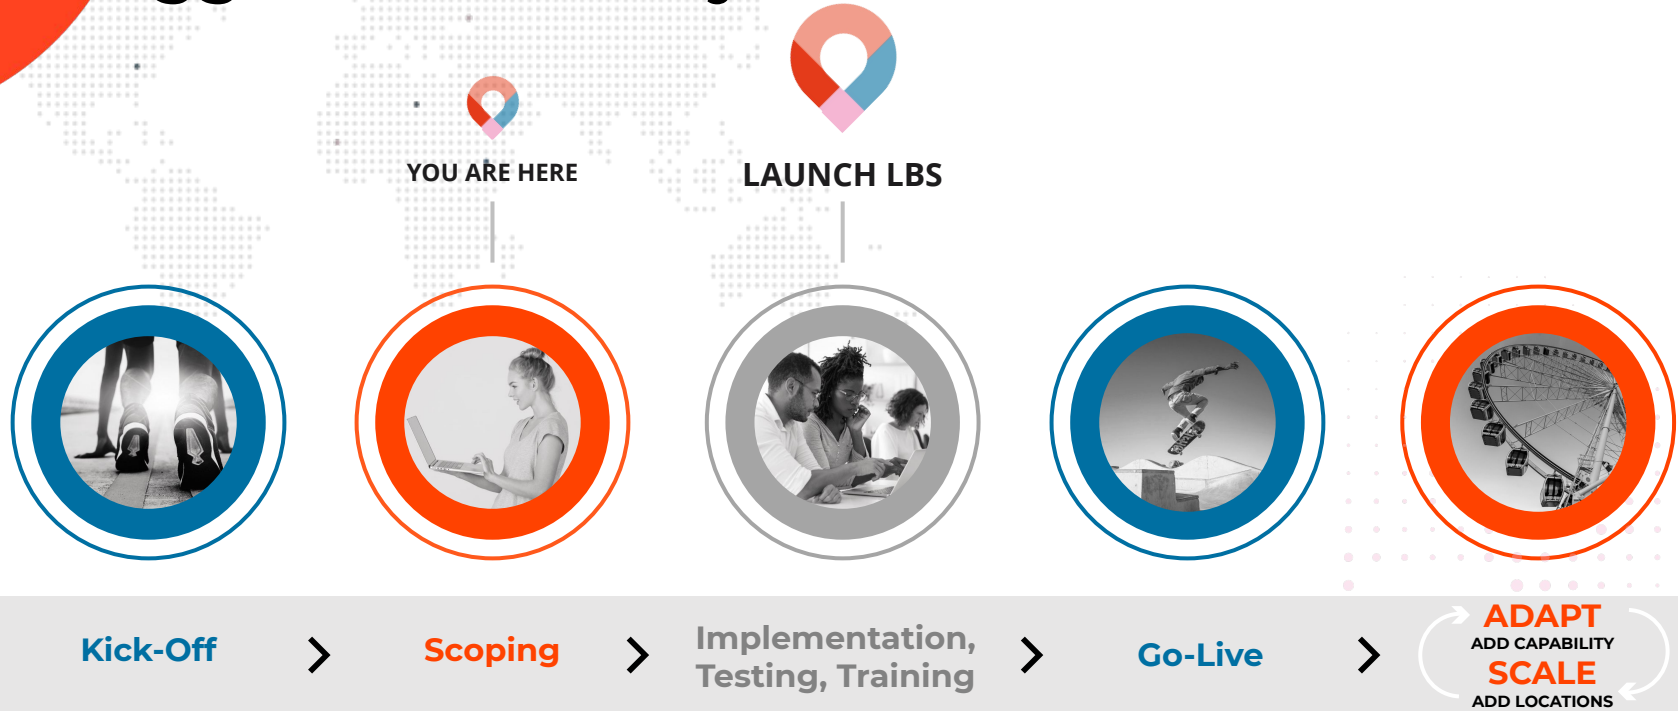 YOU ARE HERE
LAUNCH LBS
Kick-Off
Scoping
Implementation,
Testing, Training
Go-Live
ADAPT
ADD CAPABILITY
SCALE
ADD LOCATIONS